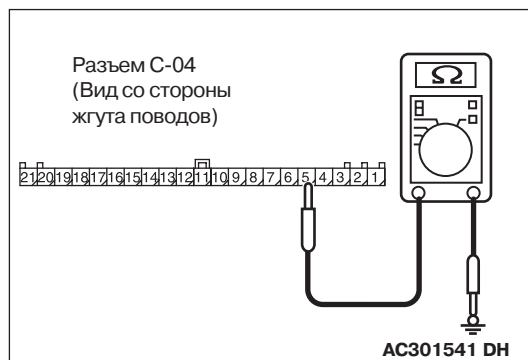 Разъем C-04
(Вид со стороны
жгута поводов)
Ω
21 20 19 18 17 16 15 14 13 12 11 10 9 8 7 6 5 4 3 2 1
AC301541 DH